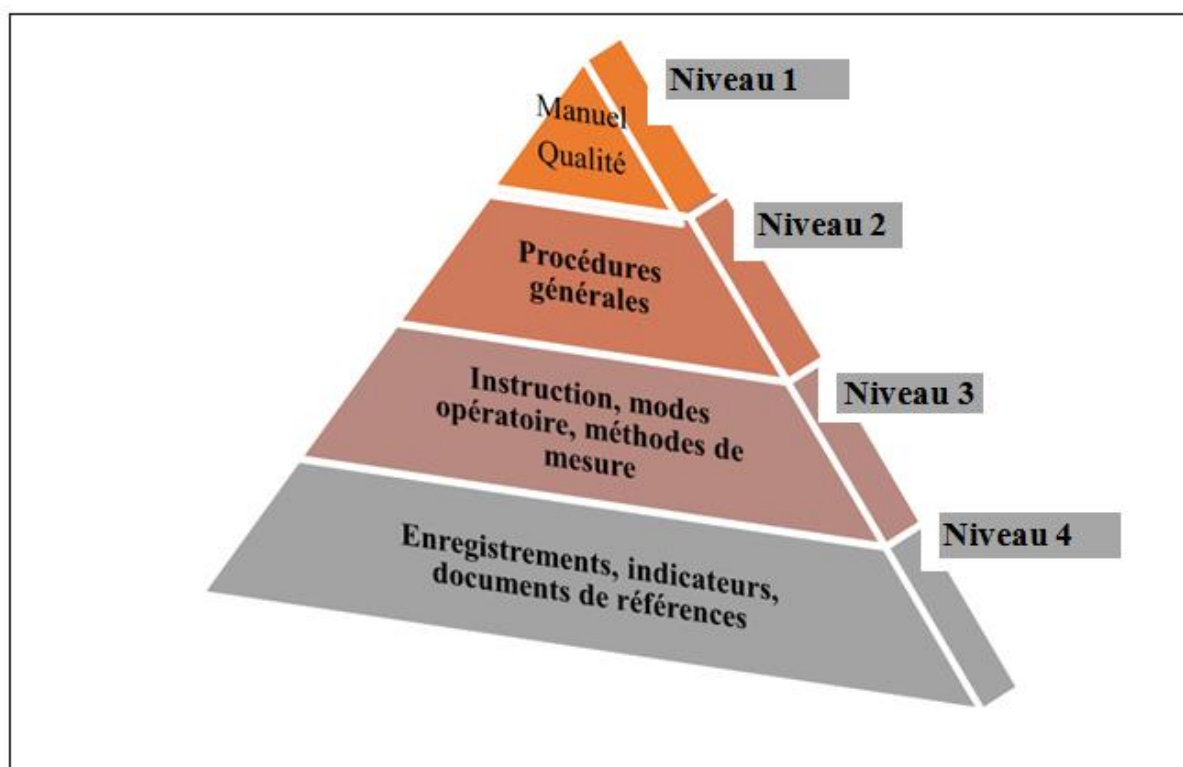 Niveau 1
Manuel
Qualité
Niveau 2
Procédures
générales
Niveau 3
Instruction, modes
opératoire, méthodes de
mesure
Niveau 4
Enregistrements, indicateurs,
documents de références